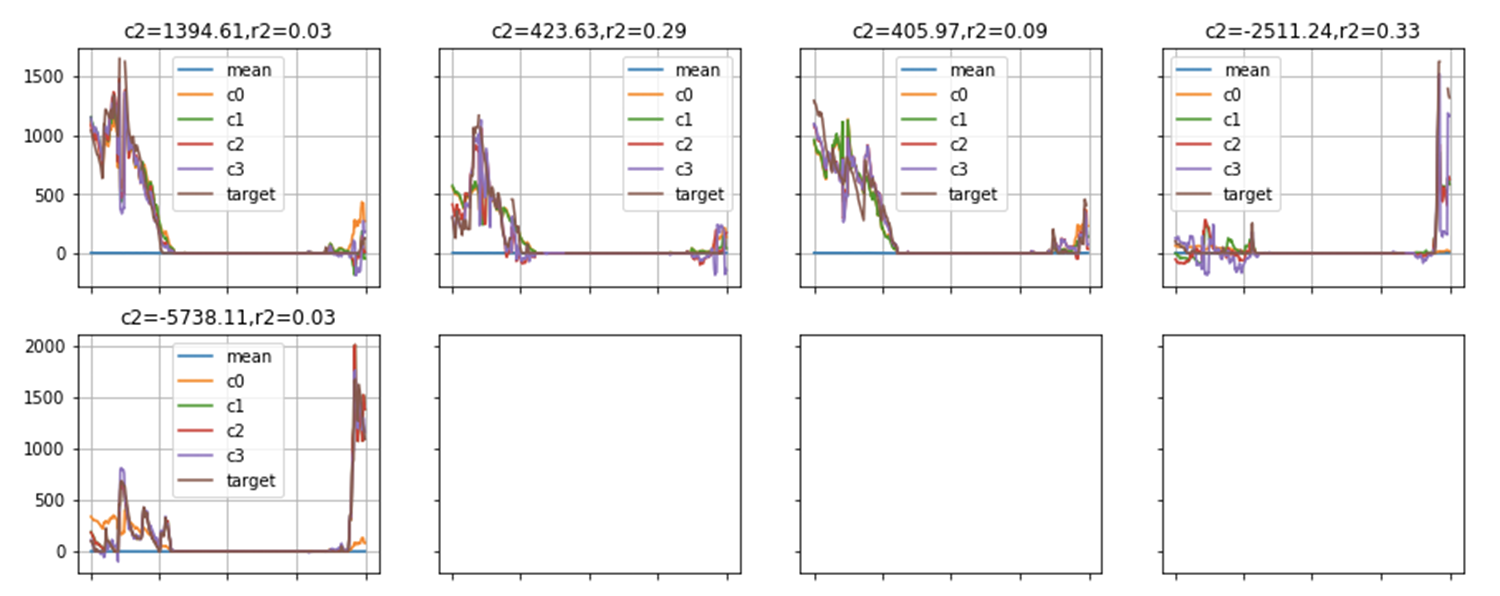 c2=1394.61,r2=0.03
c2=423.63,r2=0.29
c2=405.97,r2=0.09
c2=-2511.24,r2=0.33
1500
1000
500
0
mean
c0
c1
c2
c3
target
mean
c0
c1
c2
c3
target
mean
c0
c1
c2
c3
target
mean
c0
c1
c2
c3
target
c2=-5738.11,r2=0.03
2000
1500
1000
500
0
mean
c0
c1
c2
c3
target